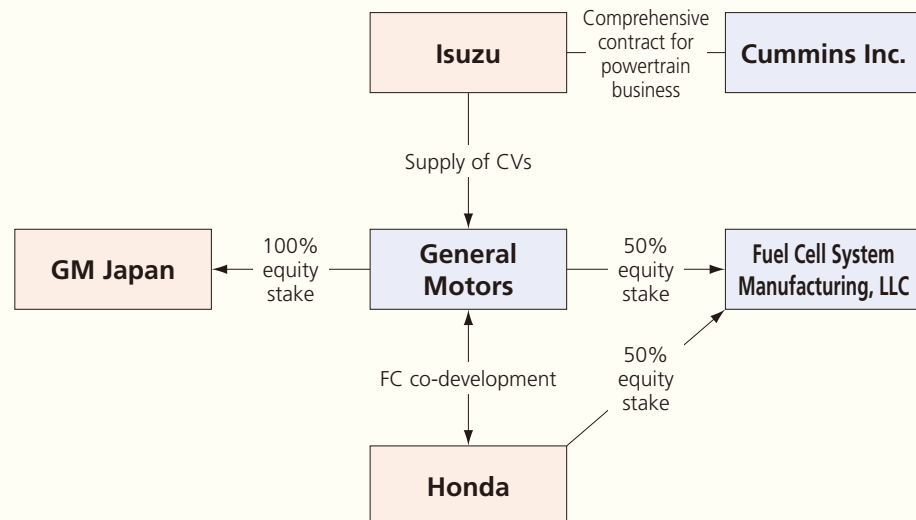 Isuzu
Comprehensive
contract for
powertrain
business
Cummins Inc.
Supply of CVs
GM Japan
100%
equity
stake
General
Motors
50%
equity
stake
Fuel Cell System
Manufacturing, LLC
FC co-development
50%
equity
stake
Honda